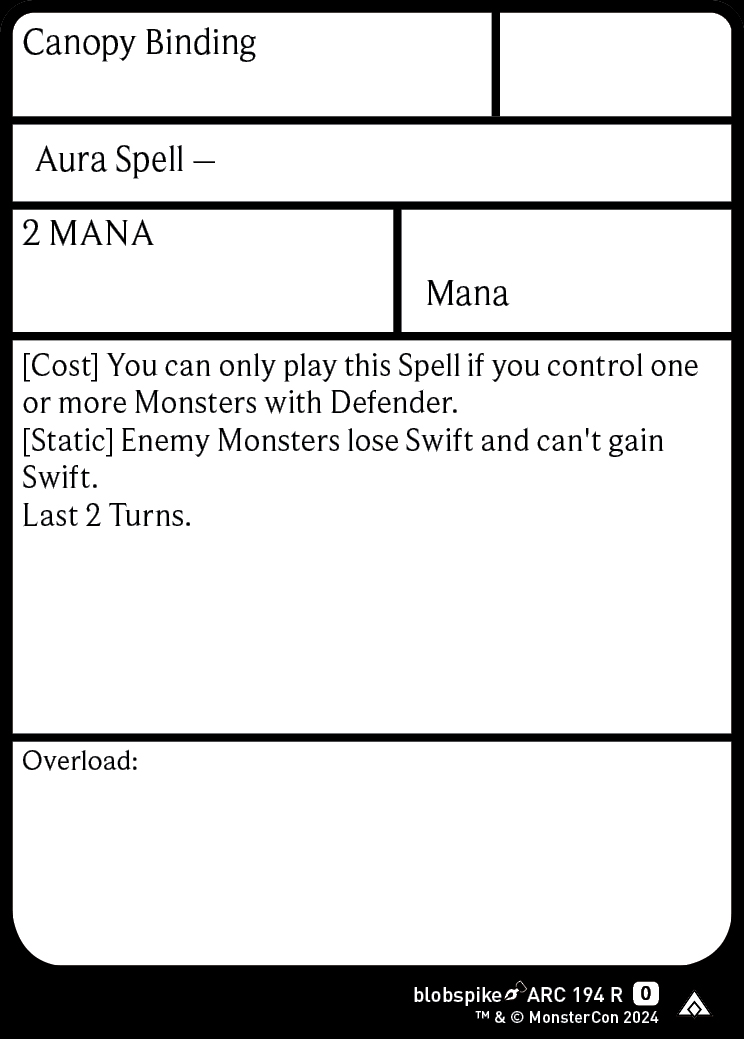 Canopy Binding
Aura Spell –
2 MANA
Mana
[Cost] You can only play this Spell if you control one
or more Monsters with Defender.
[Static] Enemy Monsters lose Swift and can't gain
Swift.
Last 2 Turns.
Overload:
blobspike ARC 194 R 0
™ & © MonsterCon 2024